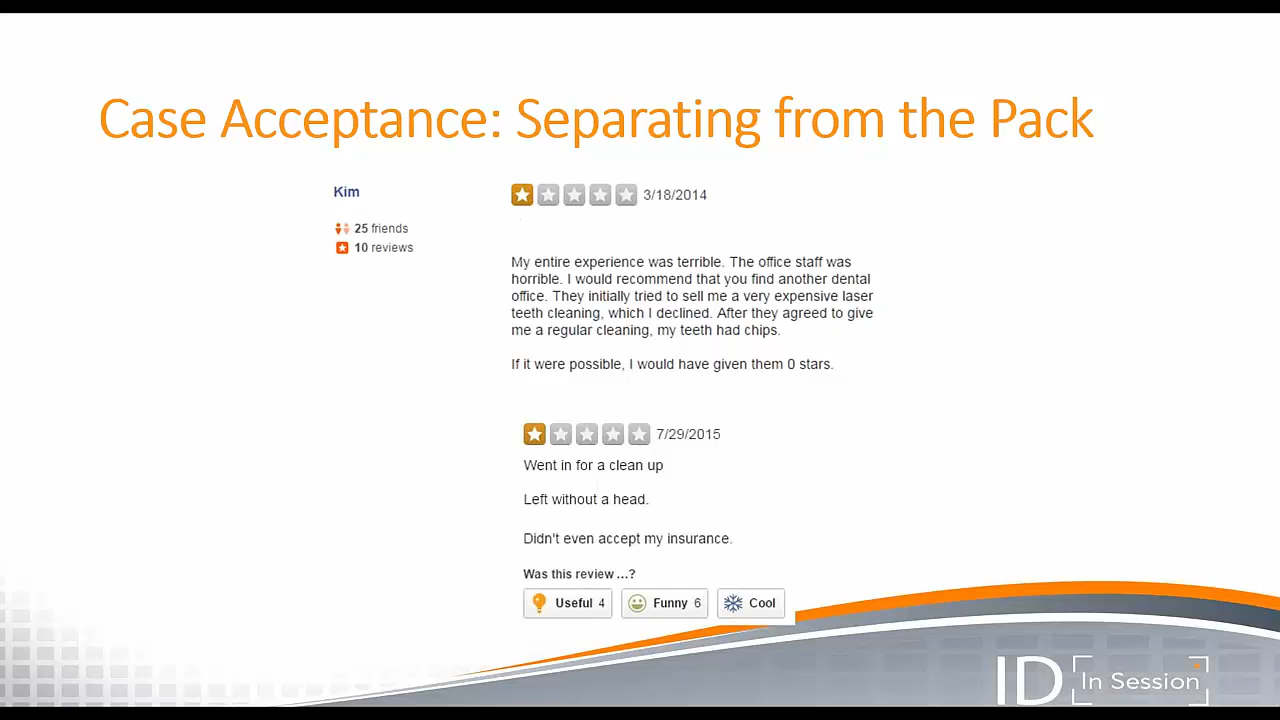 Case Acceptance: Separating from the Pack
Kim
25 friends
10 reviews
3/18/2014
My entire experience was terrible. The office staff was
horrible. I would recommend that you find another dental
office. They initially tried to sell me a very expensive laser
teeth cleaning, which I declined. After they agreed to give
me a regular cleaning, my teeth had chips.
If it were possible, I would have given them 0 stars.
7/29/2015
Went in for a clean up
Left without a head.
Didn't even accept my insurance.
Was this review ...?
Useful 4 Funny 6 Cool
ID In Session